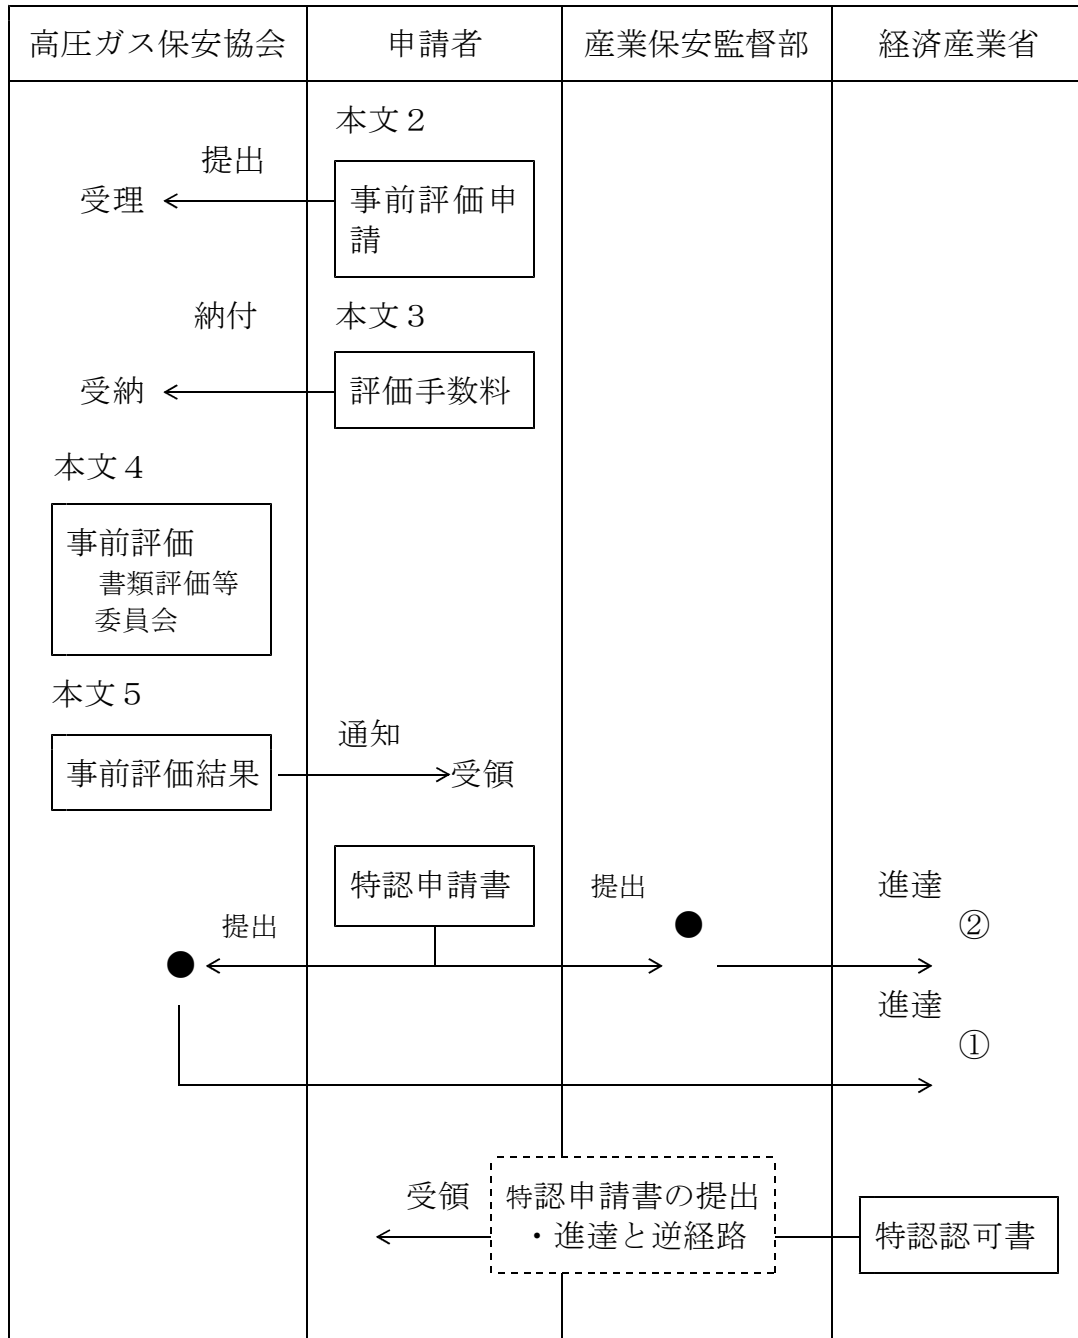 高圧ガス保安協会
申請者
産業保安監督部
経済産業省
本文２
提出
受理
事前評価申
請
納付
本文３
受納
評価手数料
本文４
事前評価
書類評価等
委員会
本文５
通知
事前評価結果
受領
特認申請書
提出
進達
②
提出
進達
①
受領
特認申請書の提出
・進達と逆経路
特認認可書